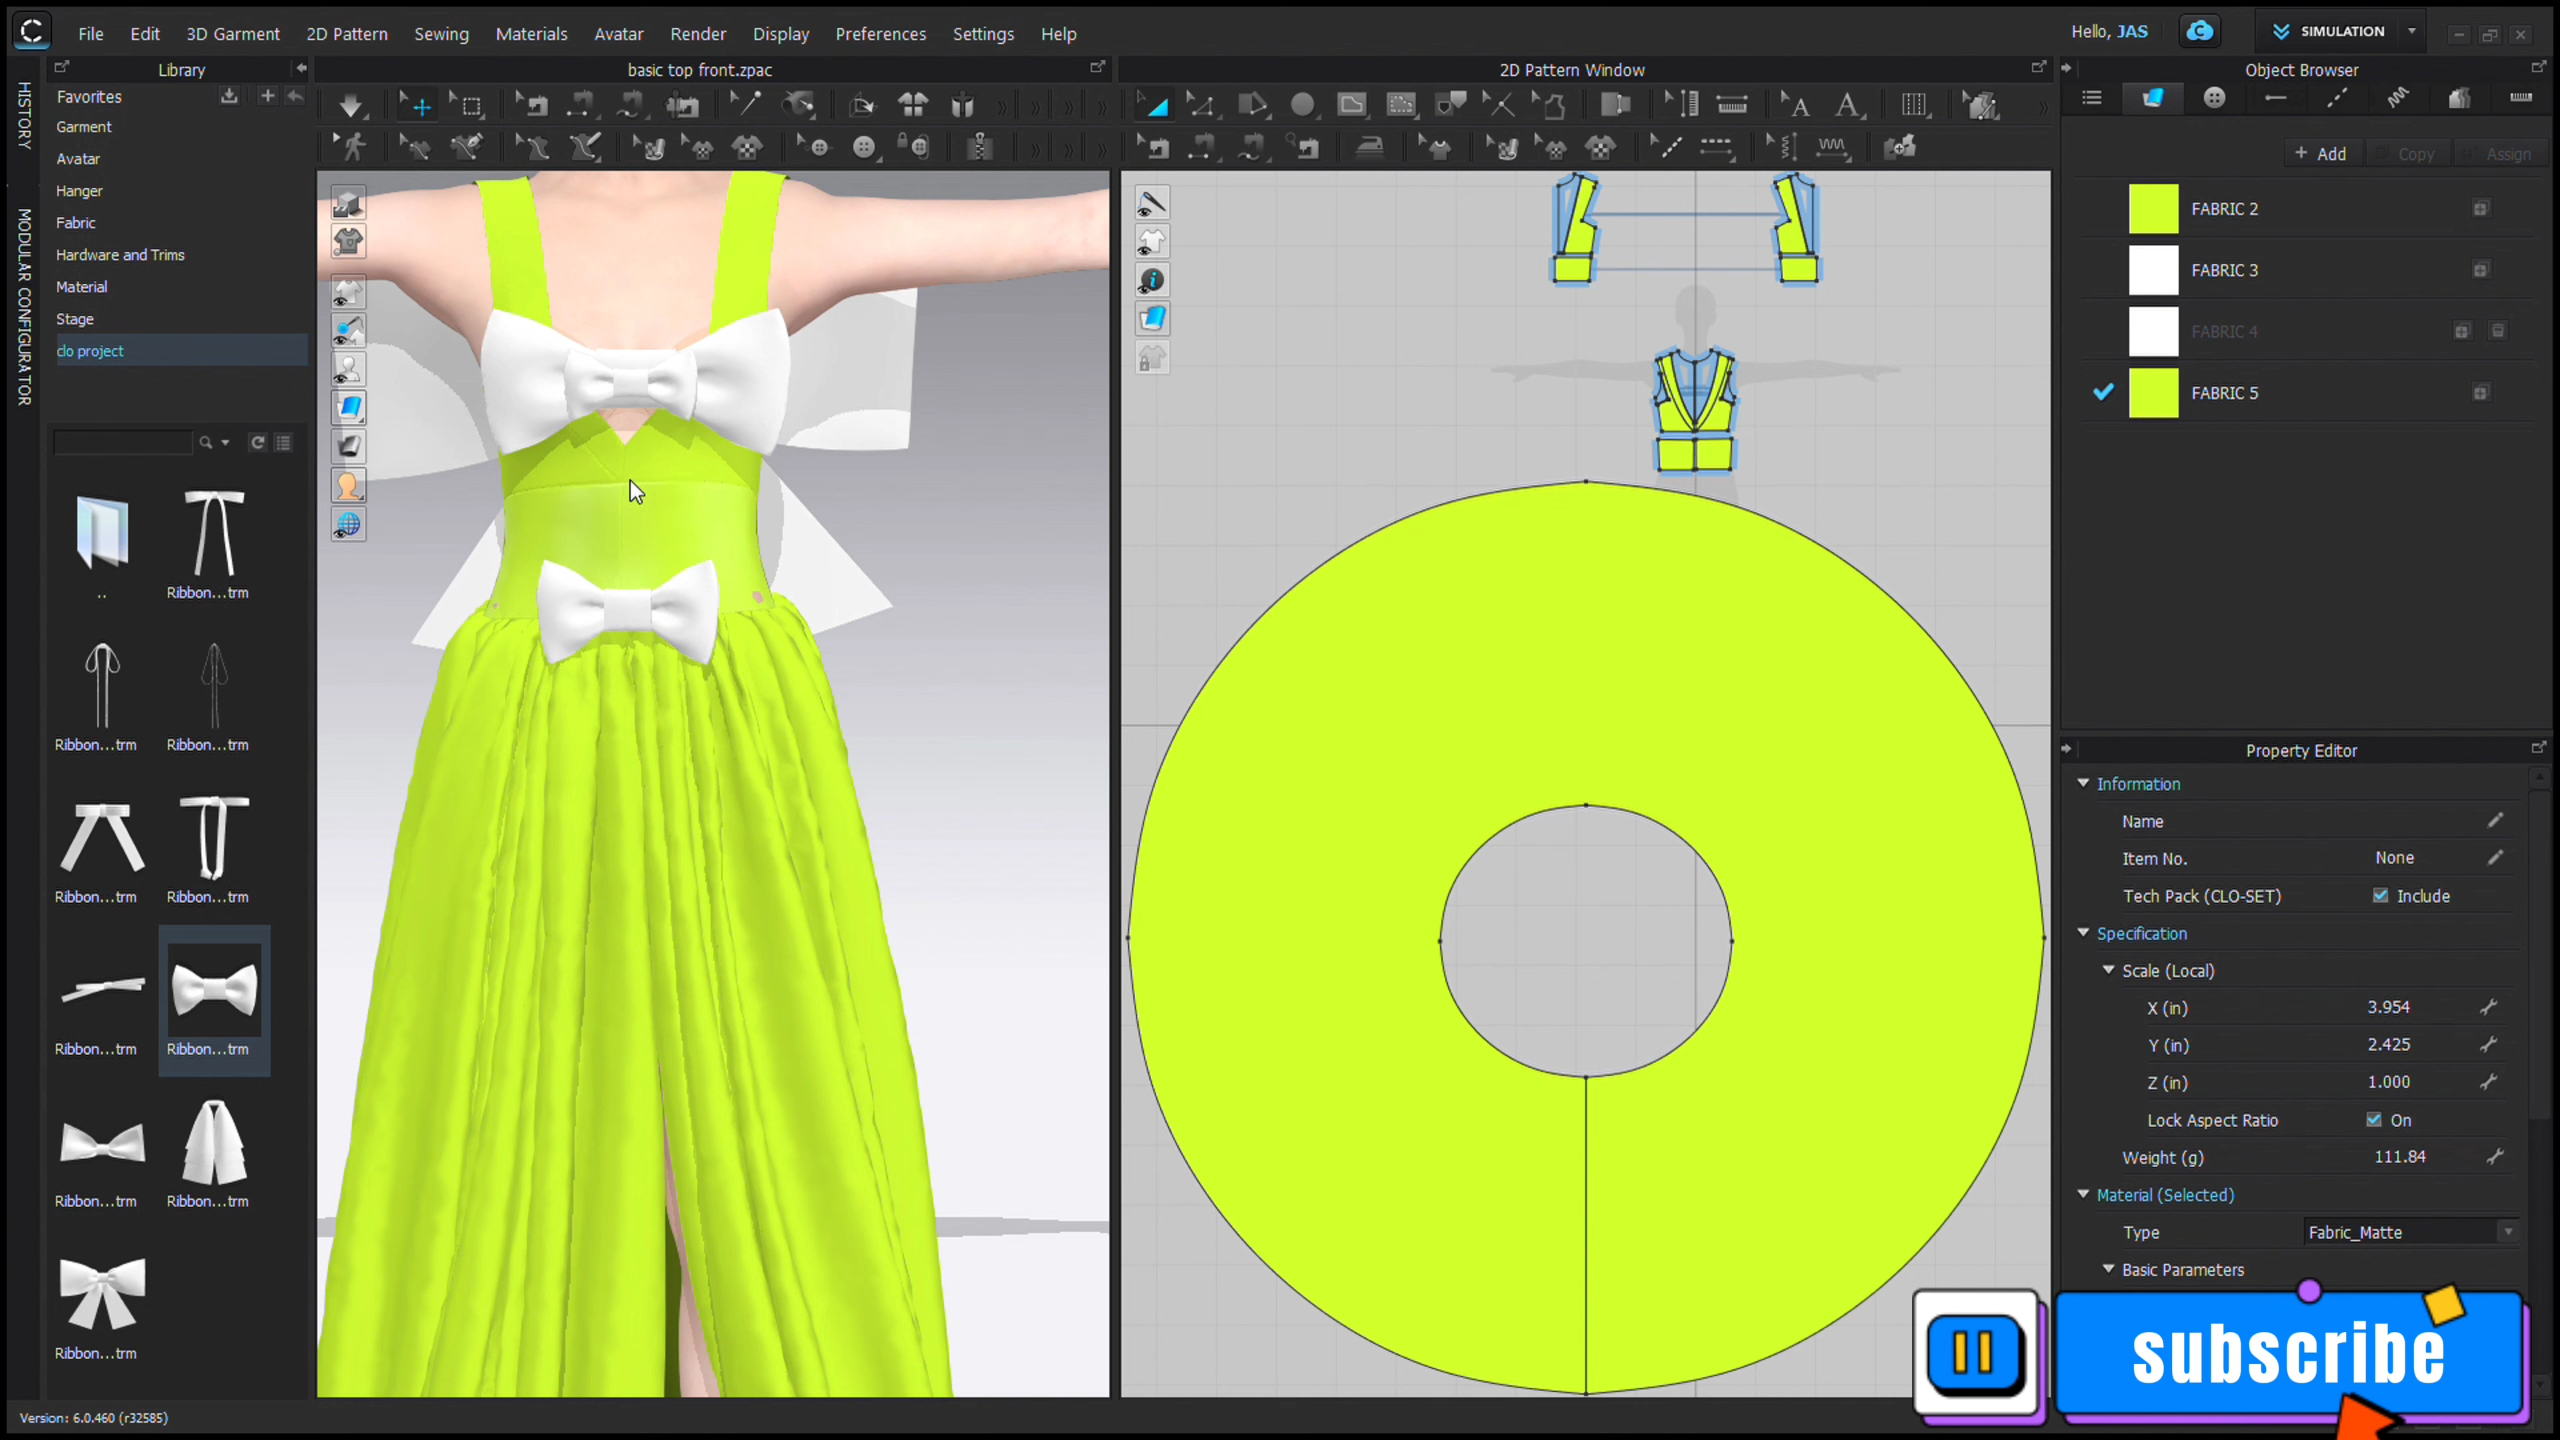 File Edit 3D Garment 2D Pattern Sewing Materials Avatar Render Display Preferences Settings Help
Hello, JAS
SIMULATION
HISTORY
MODULAR CONFIGURATOR
Library
Favorites
Garment
Avatar
Hanger
Fabric
Hardware and Trims
Material
Stage
clo project
..
Ribbon...trm
Ribbon...trm
Ribbon...trm
Ribbon...trm
Ribbon...trm
Ribbon...trm
Ribbon...trm
Ribbon...trm
Ribbon...trm
Ribbon...trm
Version: 6.0.460 (r32585)
basic top front.zpac
2D Pattern Window
Object Browser
+ Add Copy Assign
FABRIC 2
FABRIC 3
FABRIC 4
FABRIC 5
Property Editor
Information
Name
Item No. None
Tech Pack (CLO-SET) Include
Specification
Scale (Local)
X (in) 3.954
Y (in) 2.425
Z (in) 1.000
Lock Aspect Ratio On
Weight (g) 111.84
Material (Selected)
Type Fabric_Matte
Basic Parameters
subscribe